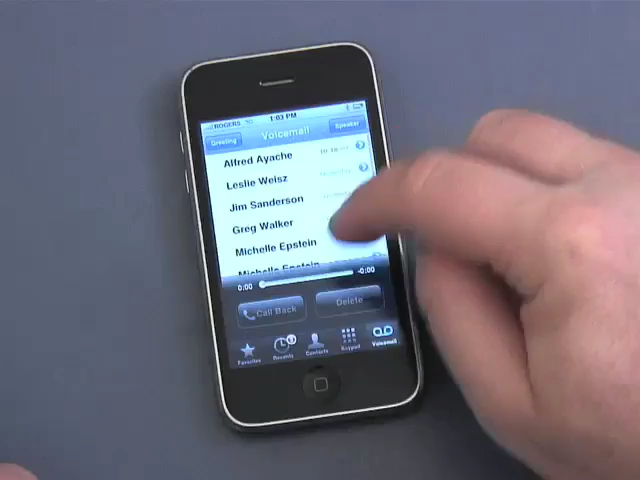 ROGERS 3G 1:03 PM
Greeting Voicemail Speaker
Alfred Ayache
Leslie Weisz
Jim Sanderson
Greg Walker
Michelle Epstein
Michelle Epstein
0:00 -0:00
Call Back Delete
Favorites Recents Contacts Keypad Voicemail